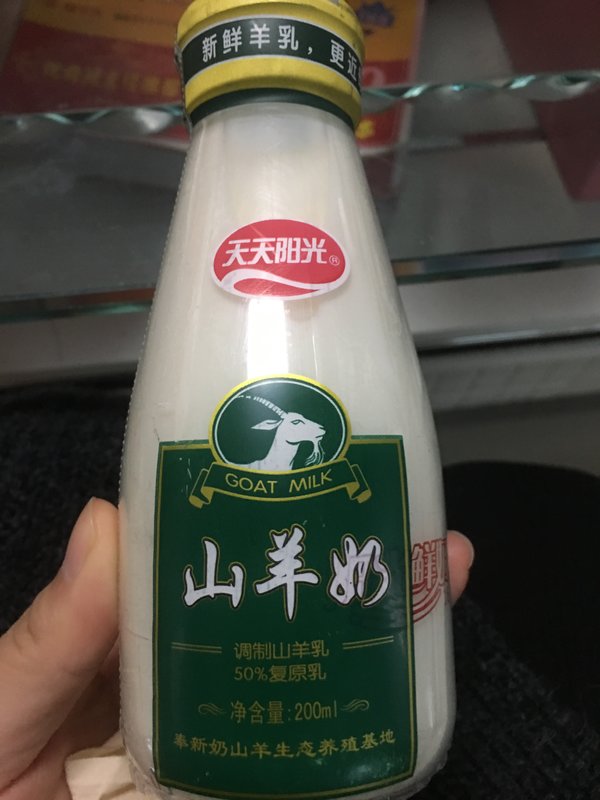 新鲜羊乳，更近
天天阳光®
GOAT MILK
山羊奶
鲜
调制山羊乳
50%复原乳
净含量:200ml
奉新奶山羊生态养殖基地